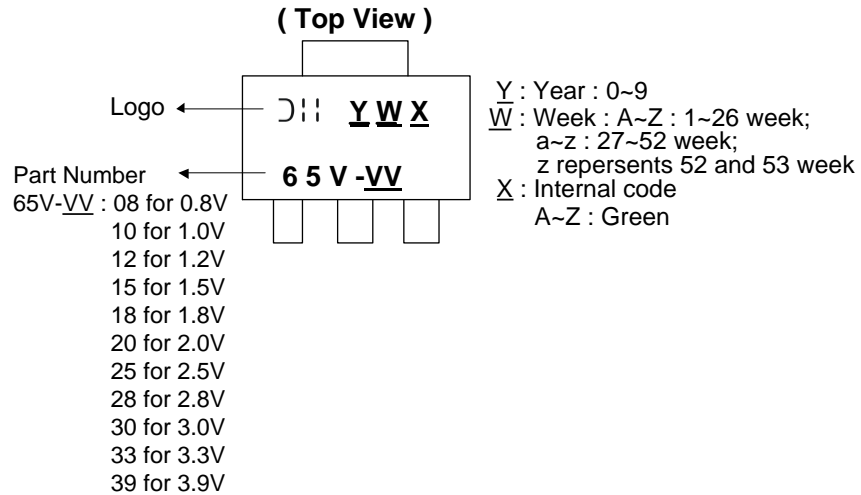 ( Top View )
Logo
Y W X
6 5 V -VV
Part Number
65V-VV : 08 for 0.8V
10 for 1.0V
12 for 1.2V
15 for 1.5V
18 for 1.8V
20 for 2.0V
25 for 2.5V
28 for 2.8V
30 for 3.0V
33 for 3.3V
39 for 3.9V
Y : Year : 0~9
W : Week : A~Z : 1~26 week;
a~z : 27~52 week;
z repersents 52 and 53 week
X : Internal code
A~Z : Green